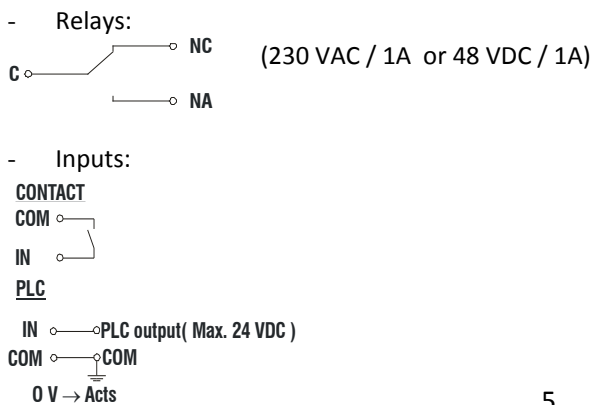 - Relays:
NC
(230 VAC / 1A or 48 VDC / 1A)
C
NA
- Inputs:
CONTACT
COM
IN
PLC
IN PLC output( Max. 24 VDC )
COM COM
0 V → Acts
5